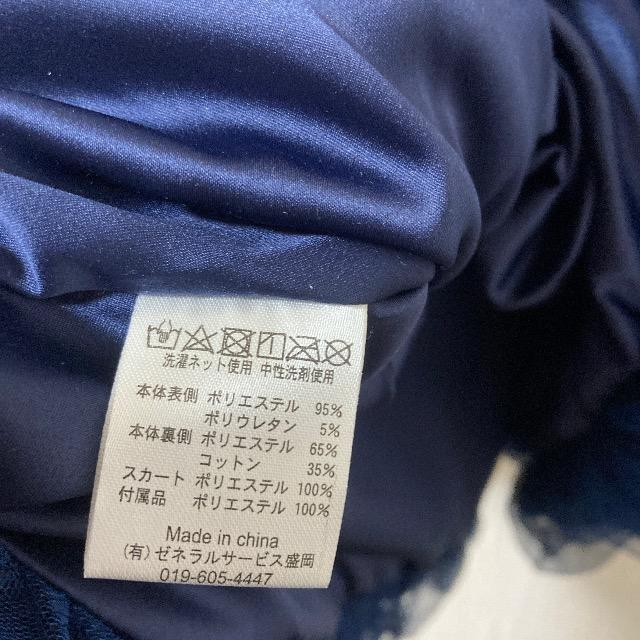 洗濯ネット使用 中性洗剤使用
本体表側 ポリエステル 95%
ポリウレタン 5%
本体裏側 ポリエステル 65%
コットン 35%
スカート ポリエステル 100%
付属品 ポリエステル 100%
Made in china
(有) ゼネラルサービス盛岡
019-605-4447